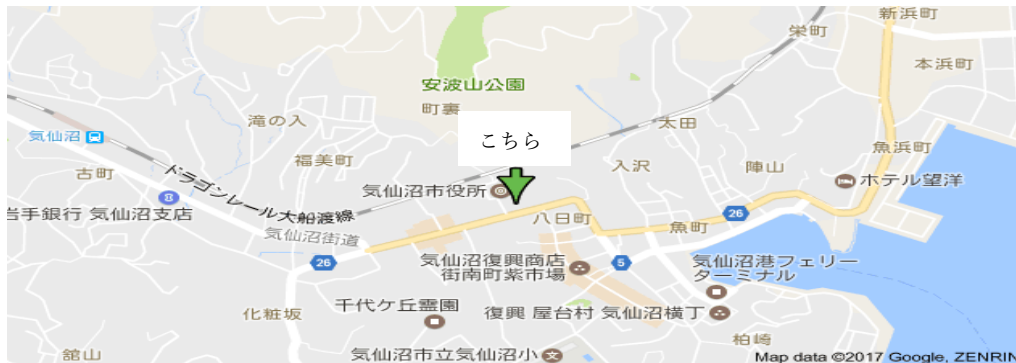 新浜町
栄町
本浜町
安波山公園
町裏
滝の入
太田
気仙沼
こちら
魚浜町
福美町
入沢
陣山
古町
ドラゴンレール大船渡線
気仙沼市役所
ホテル望洋
岩手銀行 気仙沼支店
八日町
26
魚町
気仙沼街道
26
気仙沼復興商店
街南町紫市場
5
気仙沼港フェリー
ターミナル
化粧坂
千代ケ丘霊園
復興 屋台村 気仙沼横丁
柏崎
舘山
気仙沼市立気仙沼小
Map data ©2017 Google, ZENRIN